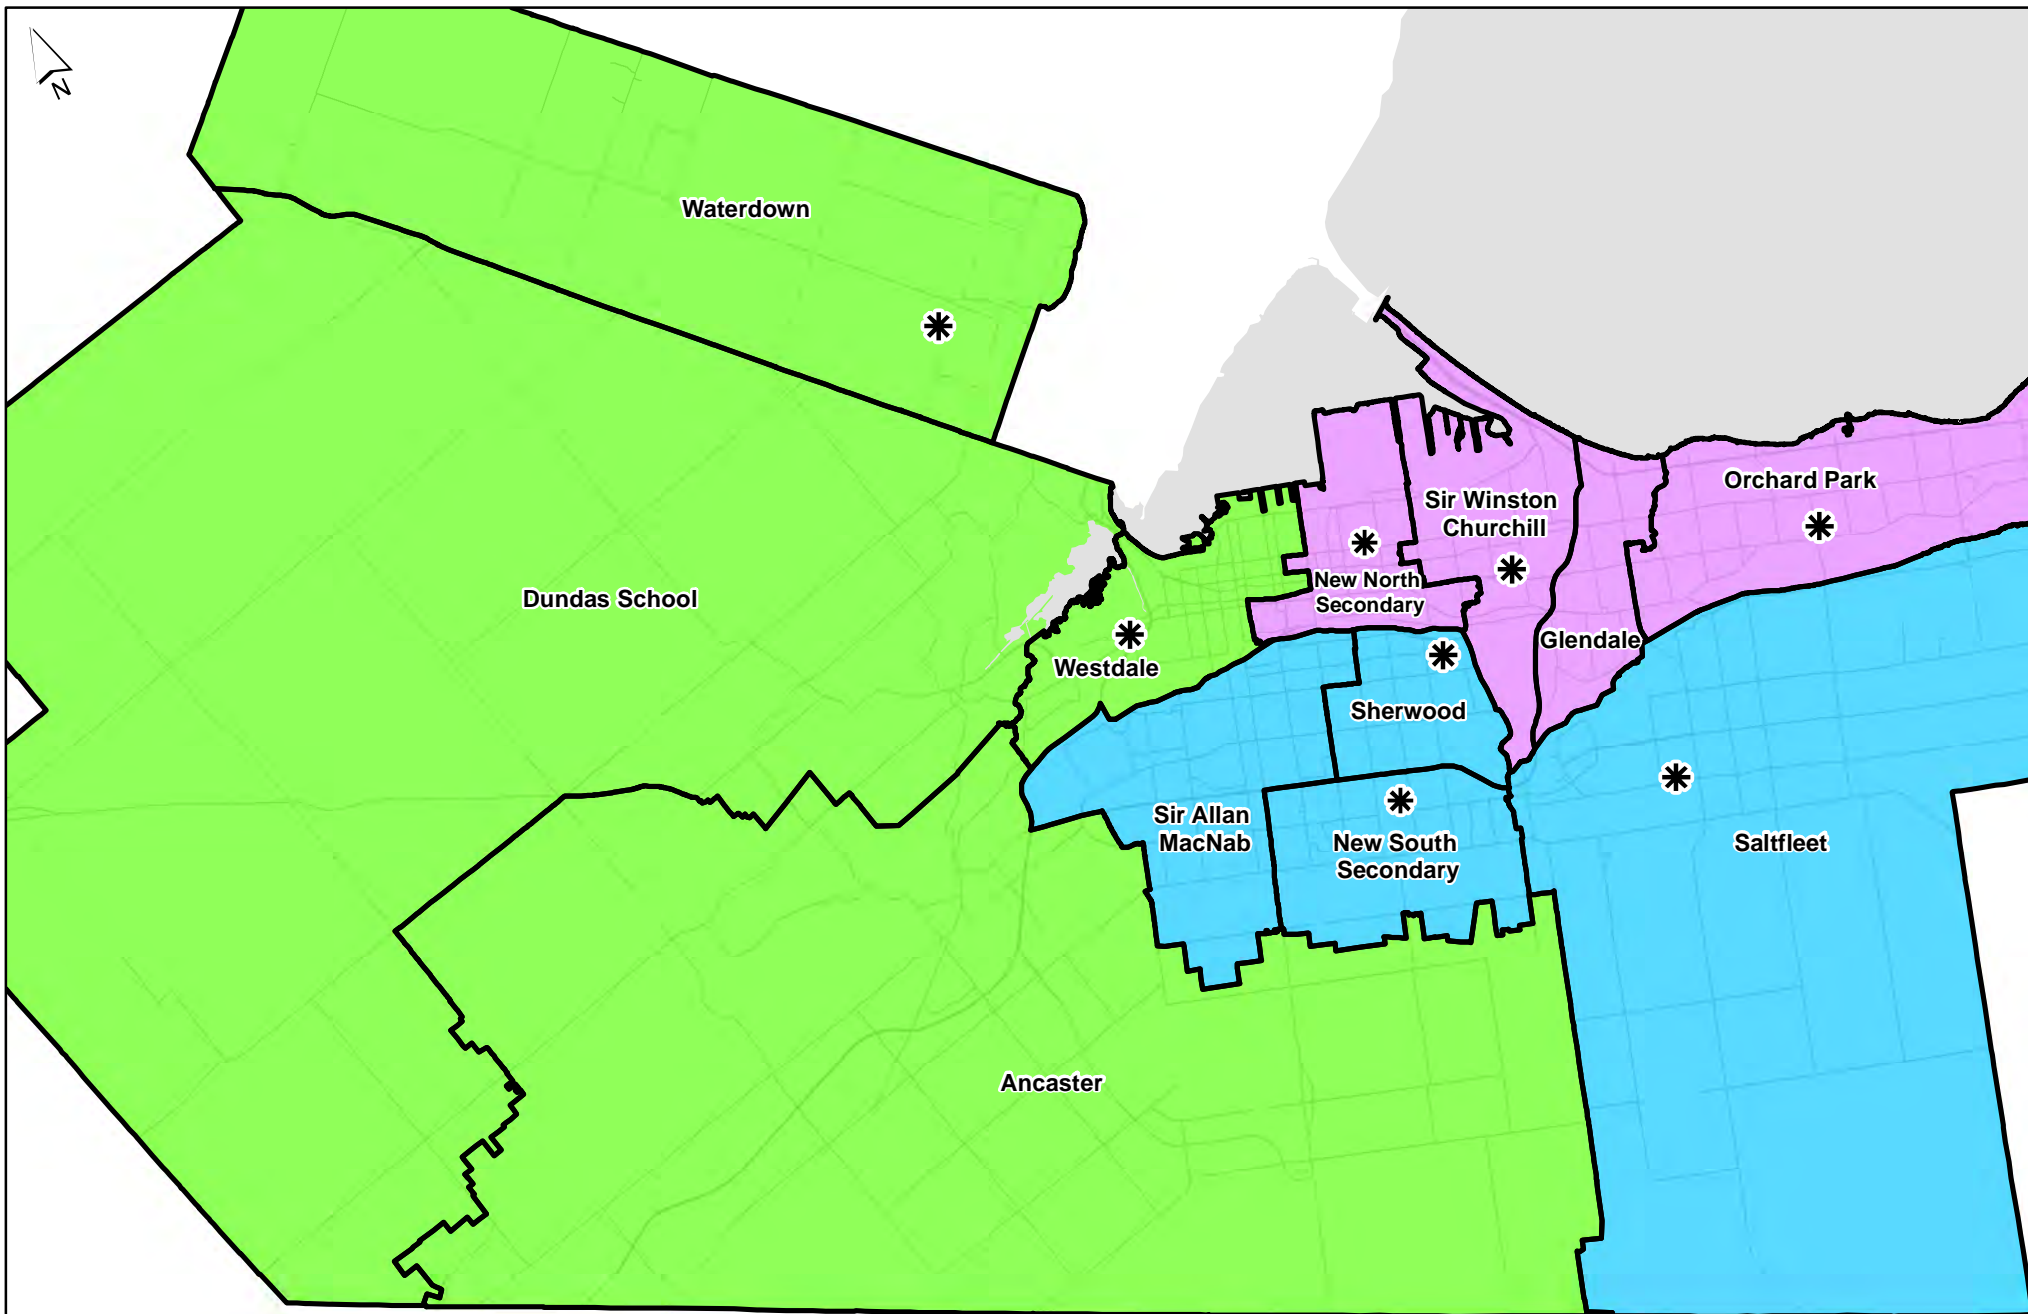 N
Waterdown
Orchard Park
Sir Winston
Churchill
New North
Secondary
Dundas School
Glendale
Westdale
Sherwood
Sir Allan
MacNab
New South
Secondary
Saltfleet
Ancaster